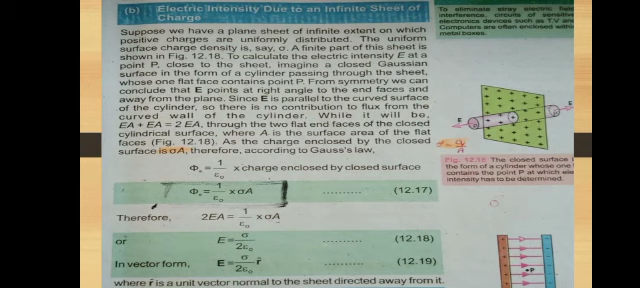 (b) Electric Intensity Due to an Infinite Sheet of
Charge
Suppose we have a plane sheet of infinite extent on which
positive charges are uniformly distributed. The uniform
surface charge density is, say, σ. A finite part of this sheet is
shown in Fig. 12.18. To calculate the electric intensity E at a
point P, close to the sheet, imagine a closed Gaussian
surface in the form of a cylinder passing through the sheet,
whose one flat face contains point P. From symmetry we can
conclude that E points at right angle to the end faces and
away from the plane. Since E is parallel to the curved surface
of the cylinder, so there is no contribution to flux from the
curved wall of the cylinder. While it will be,
EA + EA = 2 EA, through the two flat end faces of the closed
cylindrical surface, where A is the surface area of the flat
faces (Fig. 12.18). As the charge enclosed by the closed
surface is σA, therefore, according to Gauss's law,
Φₑ = 1/ε₀ x charge enclosed by closed surface
Φₑ = 1/ε₀ x σA .......... (12.17)
Therefore, 2EA = 1/ε₀ x σA
or E = σ/2ε₀ .......... (12.18)
In vector form, E = σ/2ε₀ r̂ .......... (12.19)
where r̂ is a unit vector normal to the sheet directed away from it.
To eliminate stray electric field
interference, circuits of sensitive
electronics devices such as T.V and
Computers are often enclosed within
metal boxes.
E
E
A
Fig. 12.18 The closed surface
the form of a cylinder whose one
contains the point P at which ele
intensity has to be determined.
P